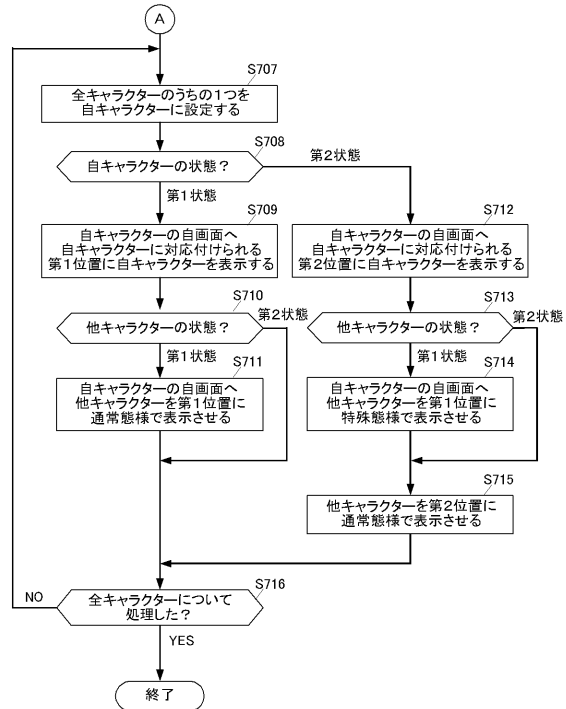 A
S707
全キャラクターのうちの1つを
自キャラクターに設定する
S708
自キャラクターの状態？
第2状態
第1状態
S709
自キャラクターの自画面へ
自キャラクターに対応付けられる
第1位置に自キャラクターを表示する
S712
自キャラクターの自画面へ
自キャラクターに対応付けられる
第2位置に自キャラクターを表示する
S710
他キャラクターの状態？
第2状態
第1状態
S713
他キャラクターの状態？
第2状態
第1状態
S711
自キャラクターの自画面へ
他キャラクターを第1位置に
通常態様で表示させる
S714
自キャラクターの自画面へ
他キャラクターを第1位置に
特殊態様で表示させる
S715
他キャラクターを第2位置に
通常態様で表示させる
S716
全キャラクターについて
処理した？
NO
YES
終了